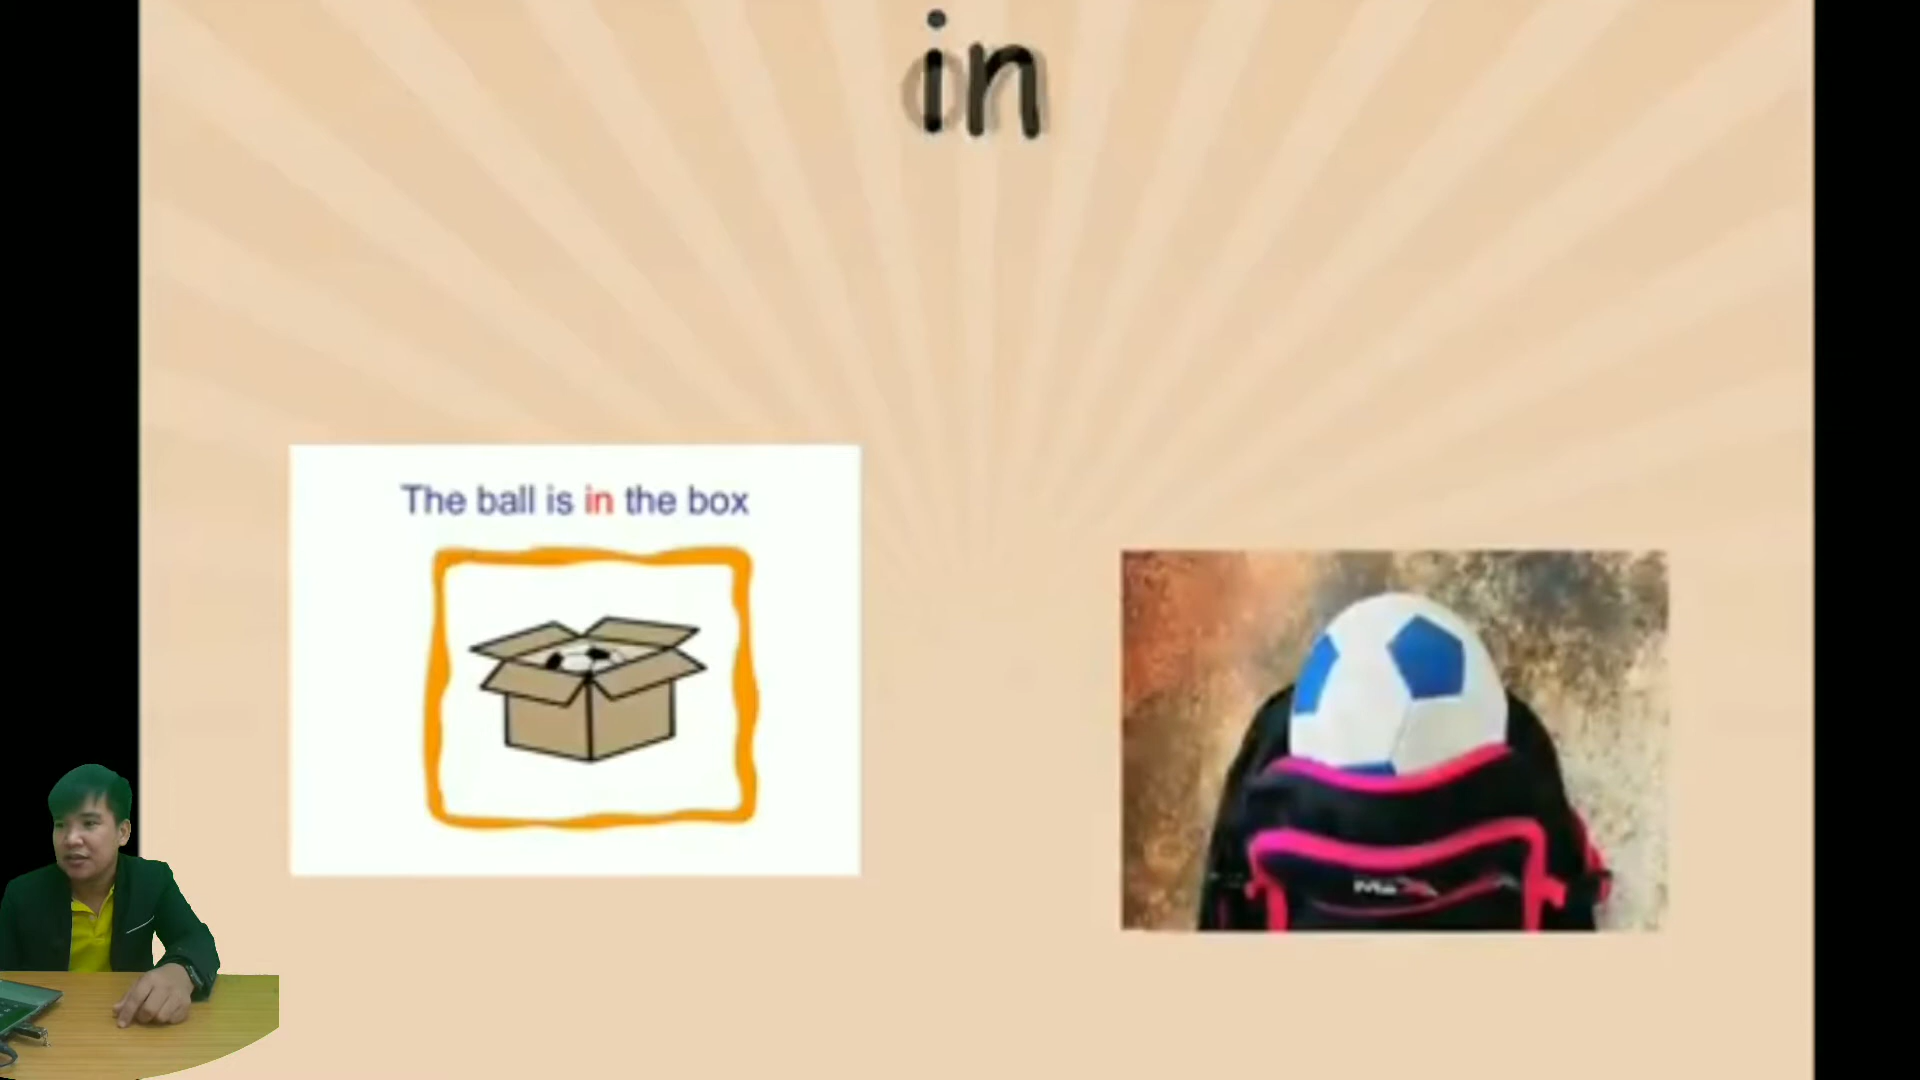 in
The ball is in the box